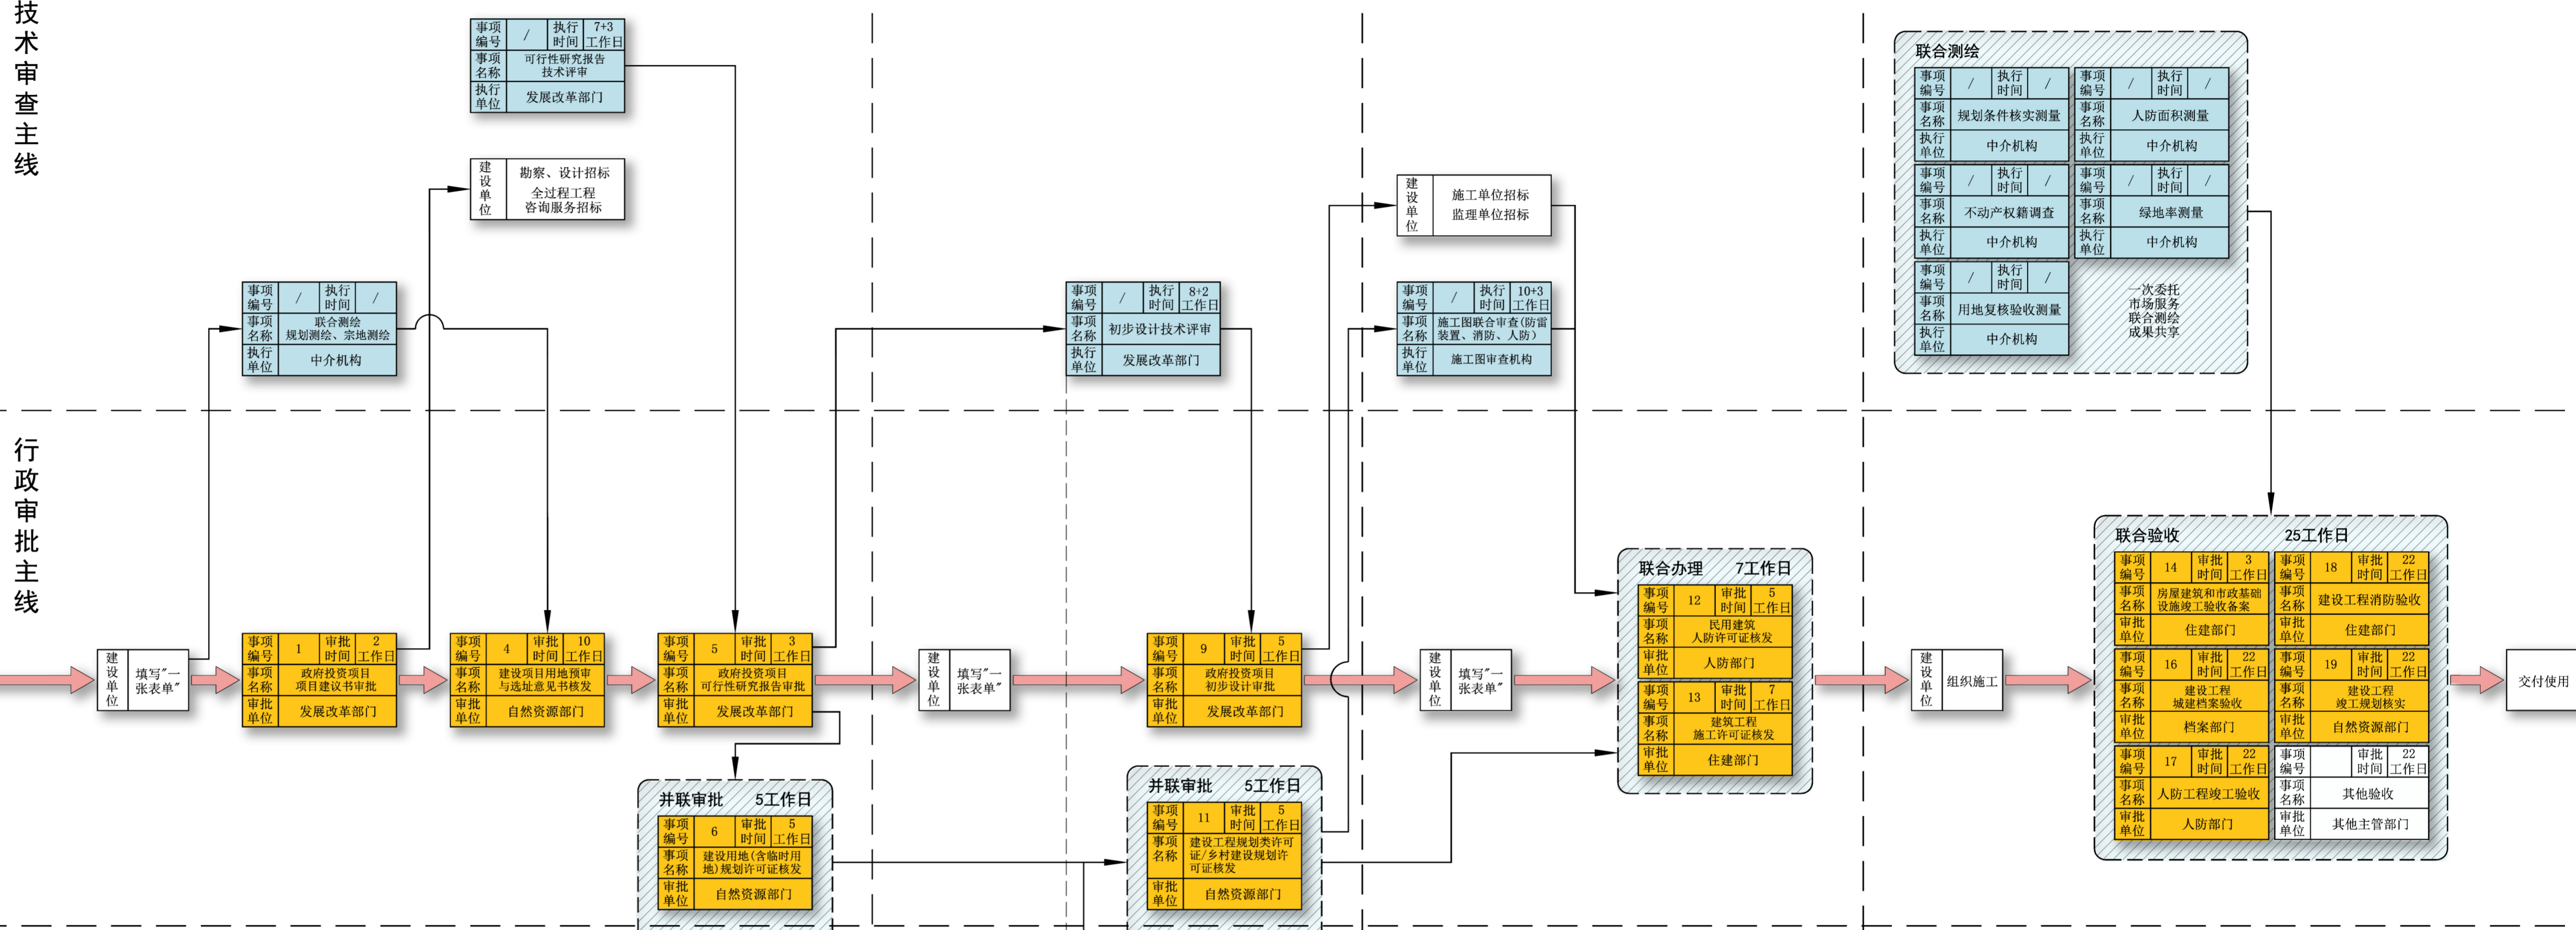 技术审查主线
事项编号 / 执行时间 7+3工作日
事项名称 可行性研究报告
技术评审
执行单位 发展改革部门
建设单位 勘察、设计招标
全过程工程
咨询服务招标
事项编号 / 执行时间 /
事项名称 联合测绘
规划测绘、宗地测绘
执行单位 中介机构
事项编号 / 执行时间 8+2工作日
事项名称 初步设计技术评审
执行单位 发展改革部门
建设单位 施工单位招标
监理单位招标
事项编号 / 执行时间 10+3工作日
事项名称 施工图联合审查(防雷
装置、消防、人防)
执行单位 施工图审查机构
联合测绘
事项编号 / 执行时间 /
事项名称 规划条件核实测量
执行单位 中介机构
事项编号 / 执行时间 /
事项名称 人防面积测量
执行单位 中介机构
事项编号 / 执行时间 /
事项名称 不动产权籍调查
执行单位 中介机构
事项编号 / 执行时间 /
事项名称 绿地率测量
执行单位 中介机构
事项编号 / 执行时间 /
事项名称 用地复核验收测量
执行单位 中介机构
一次委托
市场服务
联合测绘
成果共享
行政审批主线
建设单位 填写"一
张表单"
事项编号 1 审批时间 2工作日
事项名称 政府投资项目
项目建议书审批
审批单位 发展改革部门
事项编号 4 审批时间 10工作日
事项名称 建设项目用地预审
与选址意见书核发
审批单位 自然资源部门
事项编号 5 审批时间 3工作日
事项名称 政府投资项目
可行性研究报告审批
审批单位 发展改革部门
并联审批 5工作日
事项编号 6 审批时间 5工作日
事项名称 建设用地(含临时用
地)规划许可证核发
审批单位 自然资源部门
建设单位 填写"一
张表单"
事项编号 9 审批时间 5工作日
事项名称 政府投资项目
初步设计审批
审批单位 发展改革部门
并联审批 5工作日
事项编号 11 审批时间 5工作日
事项名称 建设工程规划类许可
证/乡村建设规划许
可证核发
审批单位 自然资源部门
建设单位 填写"一
张表单"
联合办理 7工作日
事项编号 12 审批时间 5工作日
事项名称 民用建筑
人防许可证核发
审批单位 人防部门
事项编号 13 审批时间 7工作日
事项名称 建筑工程
施工许可证核发
审批单位 住建部门
建设单位 组织施工
联合验收 25工作日
事项编号 14 审批时间 3工作日
事项名称 房屋建筑和市政基础
设施竣工验收备案
审批单位 住建部门
事项编号 18 审批时间 22工作日
事项名称 建设工程消防验收
审批单位 住建部门
事项编号 16 审批时间 22工作日
事项名称 建设工程
城建档案验收
审批单位 档案部门
事项编号 19 审批时间 22工作日
事项名称 建设工程
竣工规划核实
审批单位 自然资源部门
事项编号 17 审批时间 22工作日
事项名称 人防工程竣工验收
审批单位 人防部门
事项编号 审批时间 22工作日
事项名称 其他验收
审批单位 其他主管部门
交付使用